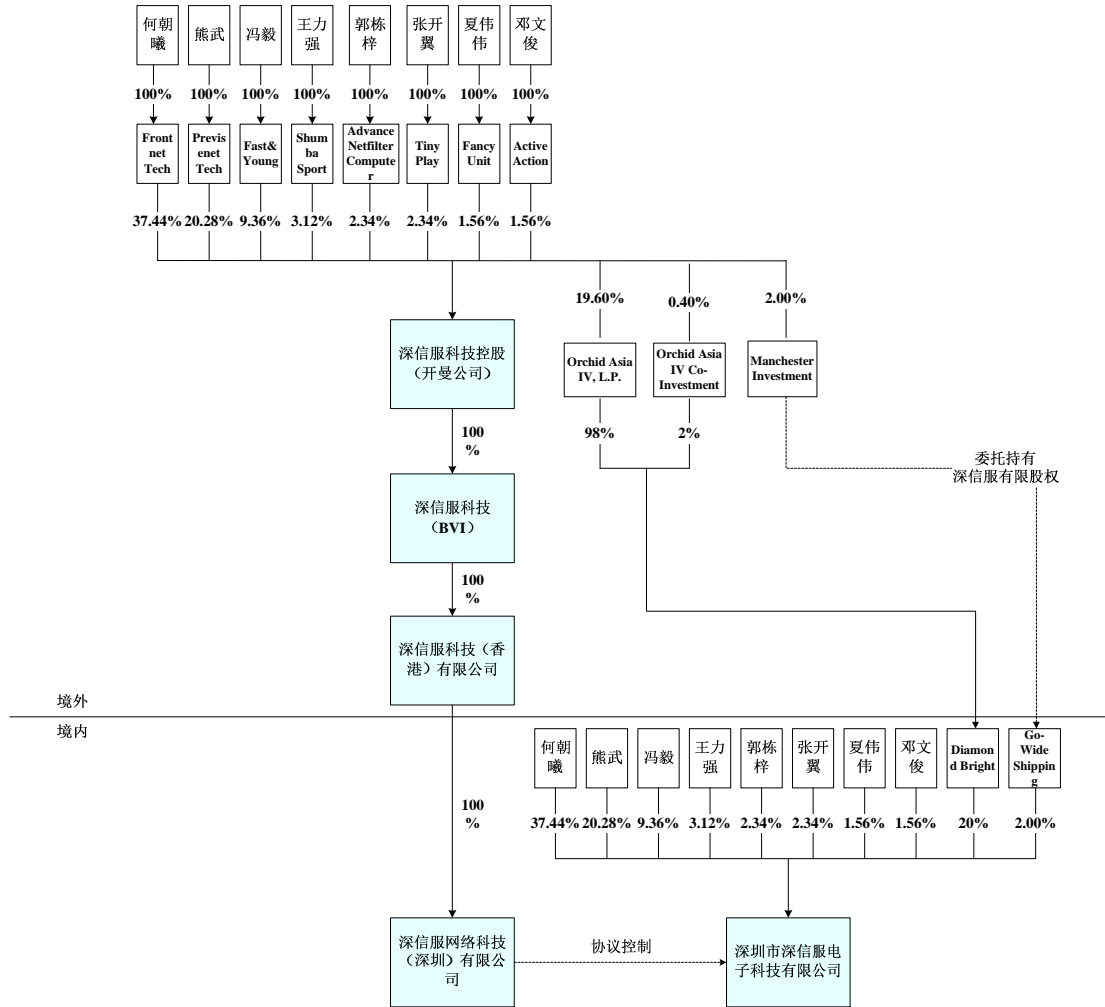 何朝
曦
熊武
冯毅
王力
强
郭栋
梓
张开
翼
夏伟
伟
邓文
俊
100%
100%
100%
100%
100%
100%
100%
100%
Front
net
Tech
Previs
enet
Tech
Fast&
Young
Shum
ba
Sport
Advance
Netfilter
Compute
r
Tiny
Play
Fancy
Unit
Active
Action
37.44%
20.28%
9.36%
3.12%
2.34%
2.34%
1.56%
1.56%
19.60%
0.40%
2.00%
深信服科技控股
（开曼公司）
Orchid Asia
IV, L.P.
Orchid Asia
IV Co-
Investment
Manchester
Investment
100
%
98%
2%
委托持有
深信服有限股权
深信服科技
（BVI）
100
%
深信服科技（香
港）有限公司
境外
境内
何朝
曦
熊武
冯毅
王力
强
郭栋
梓
张开
翼
夏伟
伟
邓文
俊
Diamon
d Bright
Go-
Wide
Shippin
g
100
%
37.44%
20.28%
9.36%
3.12%
2.34%
2.34%
1.56%
1.56%
20%
2.00%
深信服网络科技
（深圳）有限公
司
协议控制
深圳市深信服电
子科技有限公司